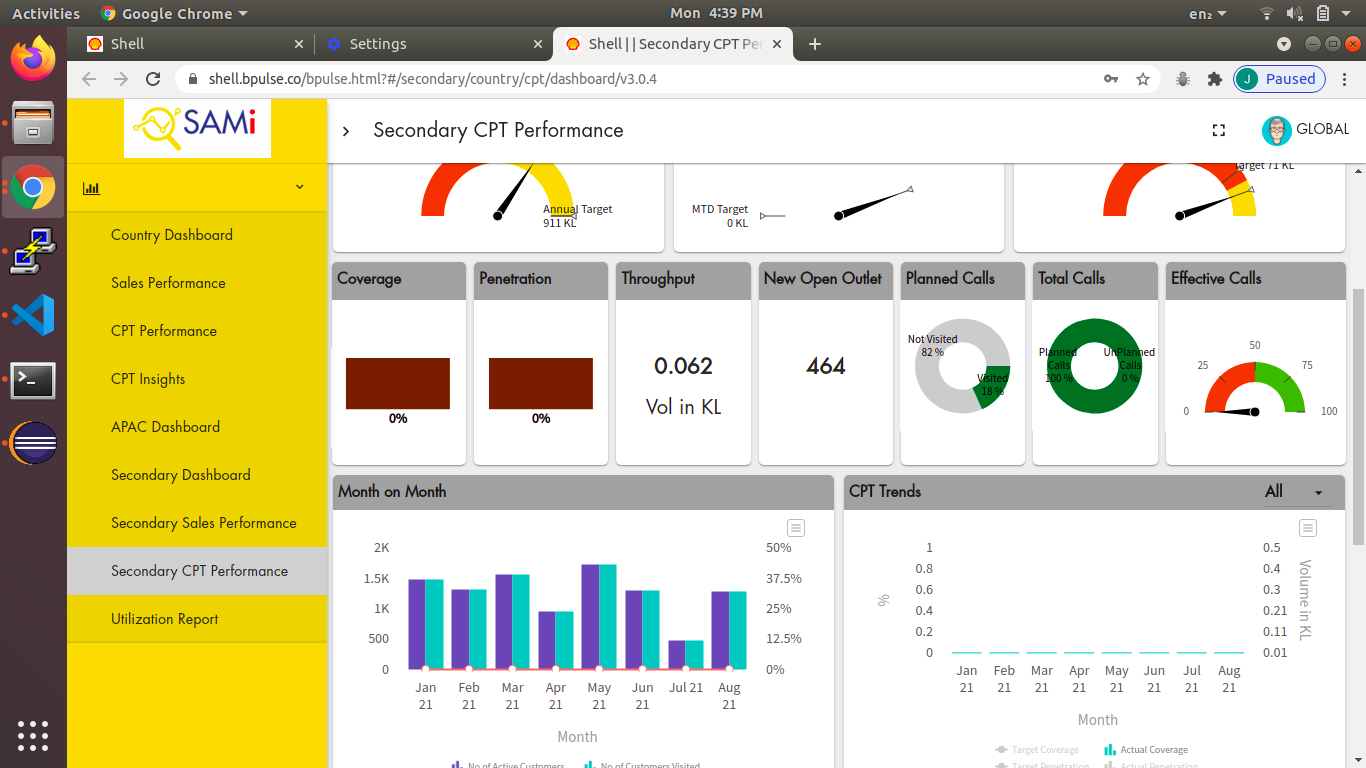 Activities
Google Chrome
Mon 4:39 PM
en₂
Shell
Settings
Shell | | Secondary CPT Per
shell.bpulse.co/bpulse.html?#/secondary/country/cpt/dashboard/v3.0.4
J Paused
SAMi
Secondary CPT Performance
GLOBAL
Country Dashboard
Sales Performance
CPT Performance
CPT Insights
APAC Dashboard
Secondary Dashboard
Secondary Sales Performance
Secondary CPT Performance
Utilization Report
Annual Target
911 KL
MTD Target
0 KL
Target 71 KL
Coverage
0%
Penetration
0%
Throughput
0.062
Vol in KL
New Open Outlet
464
Planned Calls
Not Visited
82 %
Visited
18 %
Total Calls
Planned
Calls
100 %
UnPlanned
Calls
0 %
Effective Calls
0
25
50
75
100
Month on Month
2K
1.5K
1K
500
0
50%
37.5%
25%
12.5%
0%
Jan
21
Feb
21
Mar
21
Apr
21
May
21
Jun
21
Jul 21
Aug
21
Month
No of Active Customers
No of Customers Visited
CPT Trends
All
1
0.8
0.6
0.4
0.2
0
%
0.5
0.4
0.3
0.21
0.11
0.01
Volume in KL
Jan
21
Feb
21
Mar
21
Apr
21
May
21
Jun
21
Jul
21
Aug
21
Month
Target Coverage
Actual Coverage
Target Penetration
Actual Penetration